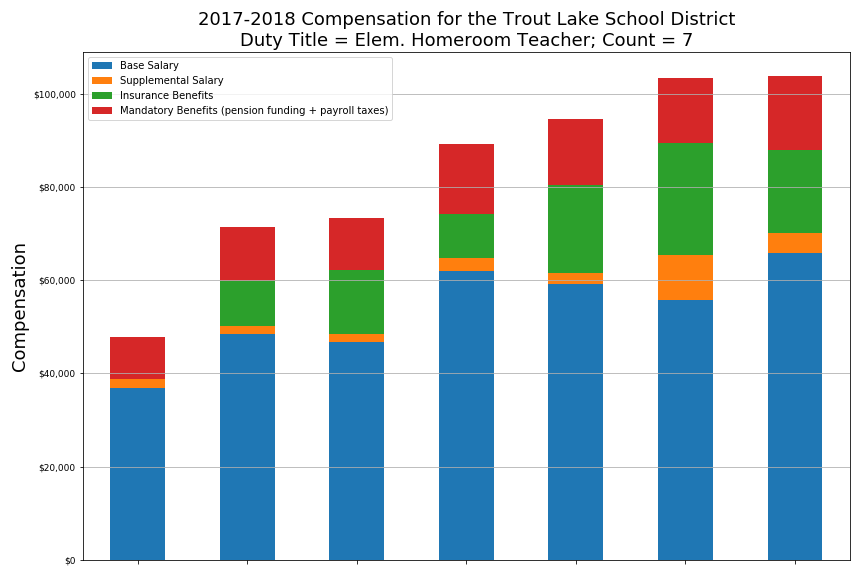 2017-2018 Compensation for the Trout Lake School District
Duty Title = Elem. Homeroom Teacher; Count = 7
Base Salary
Supplemental Salary
Insurance Benefits
Mandatory Benefits (pension funding + payroll taxes)
Compensation
$100,000
$80,000
$60,000
$40,000
$20,000
$0